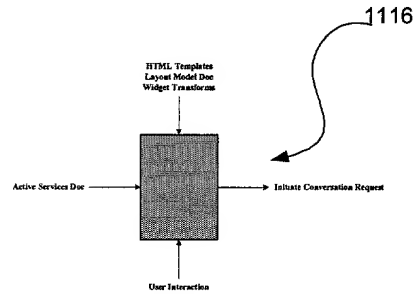 1116
HTML Templates
Layout Model Doc
Widget Transforms
Active Services Doc
Initiate Conversation Request
User Interaction